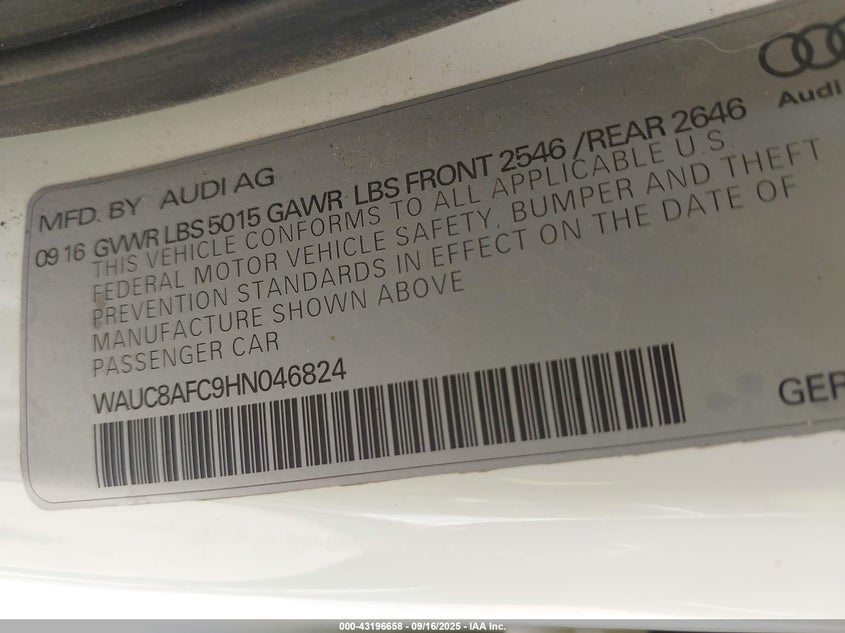 Audi
MFD. BY AUDI AG
09 16 GVWR LBS 5015 GAWR LBS FRONT 2546 /REAR 2646
THIS VEHICLE CONFORMS TO ALL APPLICABLE U.S.
FEDERAL MOTOR VEHICLE SAFETY, BUMPER AND THEFT
PREVENTION STANDARDS IN EFFECT ON THE DATE OF
MANUFACTURE SHOWN ABOVE
PASSENGER CAR
WAUC8AFC9HN046824
GER
000-43196658 - 09/16/2025 - IAA Inc.